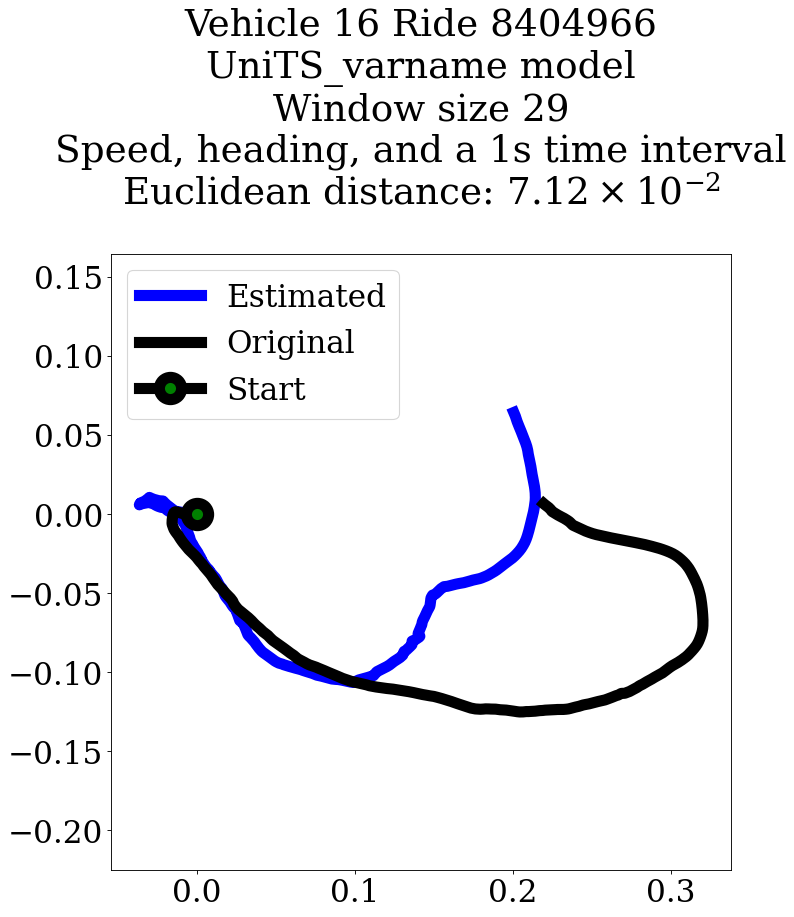 Vehicle 16 Ride 8404966
UniTS_varname model
Window size 29
Speed, heading, and a 1s time interval
Euclidean distance: 7.12 × 10⁻²
Estimated
Original
Start
0.15
0.10
0.05
0.00
−0.05
−0.10
−0.15
−0.20
0.0 0.1 0.2 0.3